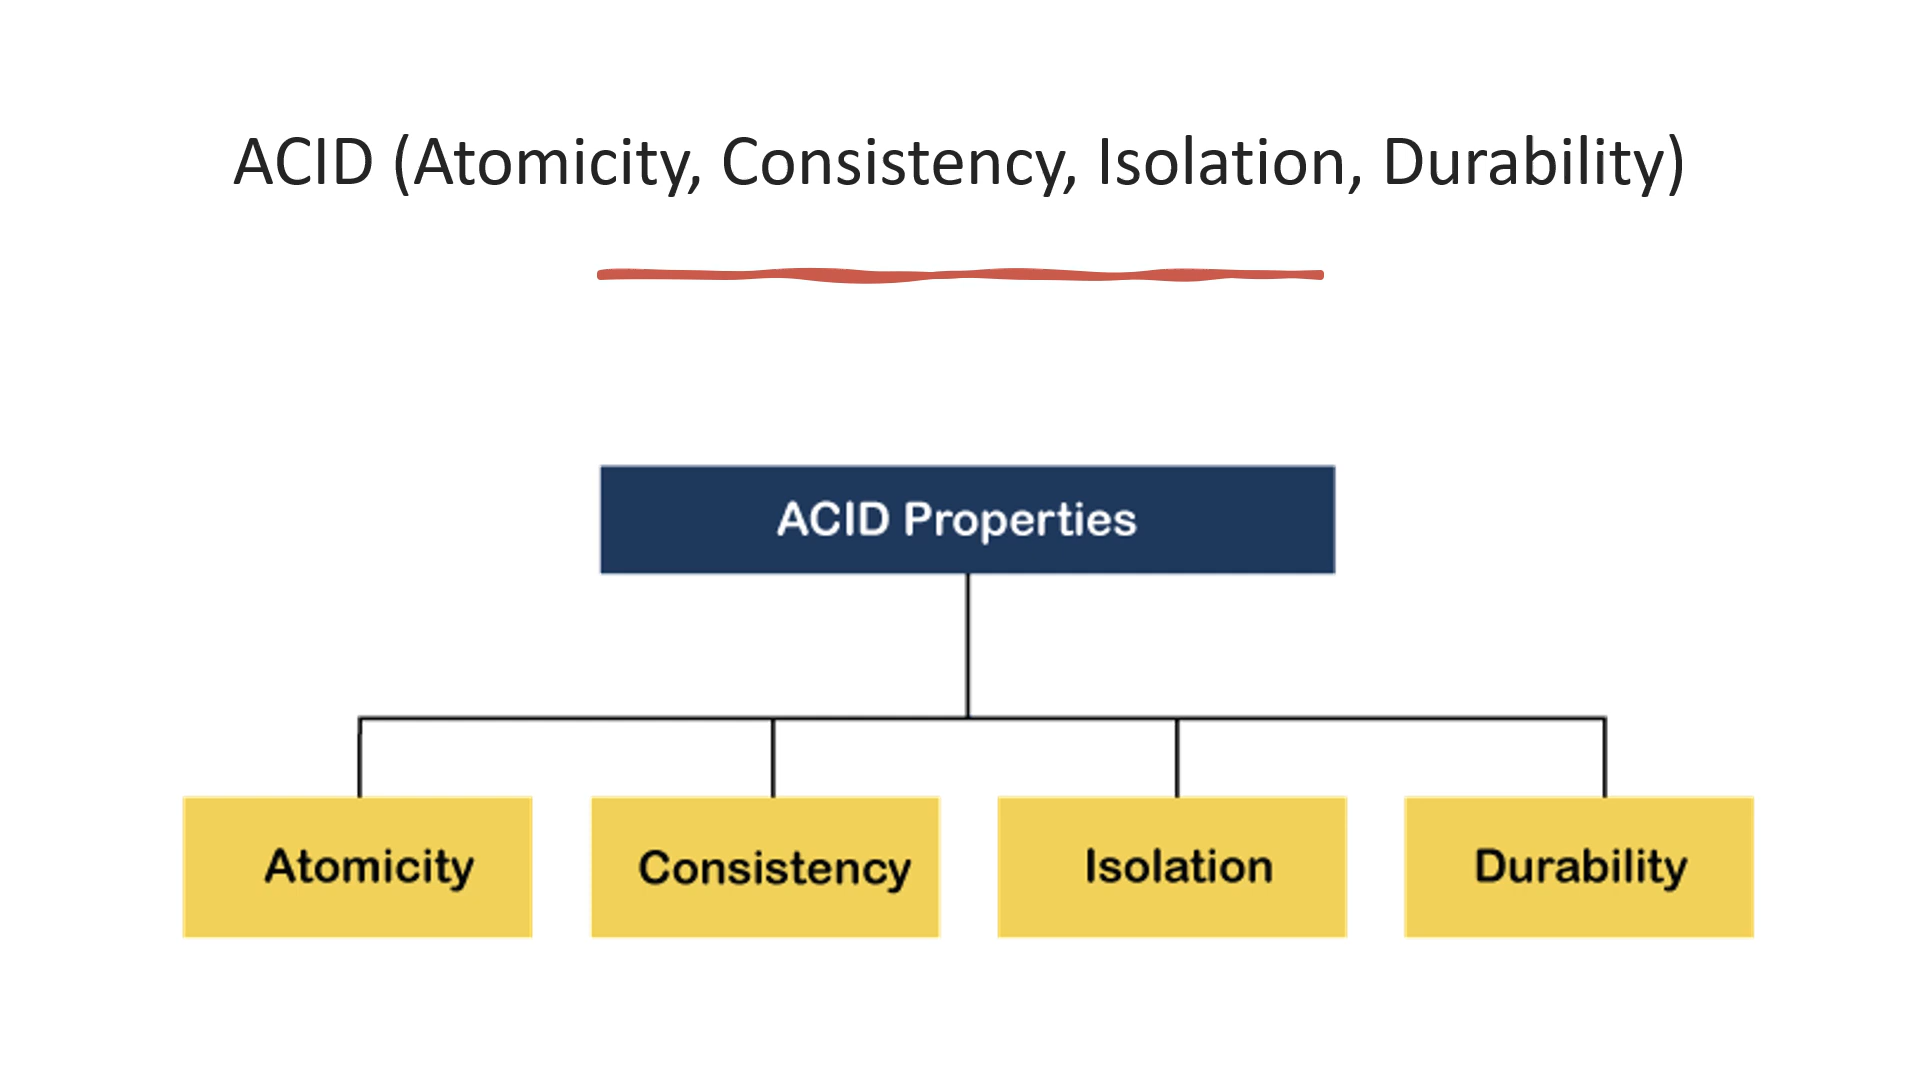 ACID (Atomicity, Consistency, Isolation, Durability)
ACID Properties
Atomicity
Consistency
Isolation
Durability